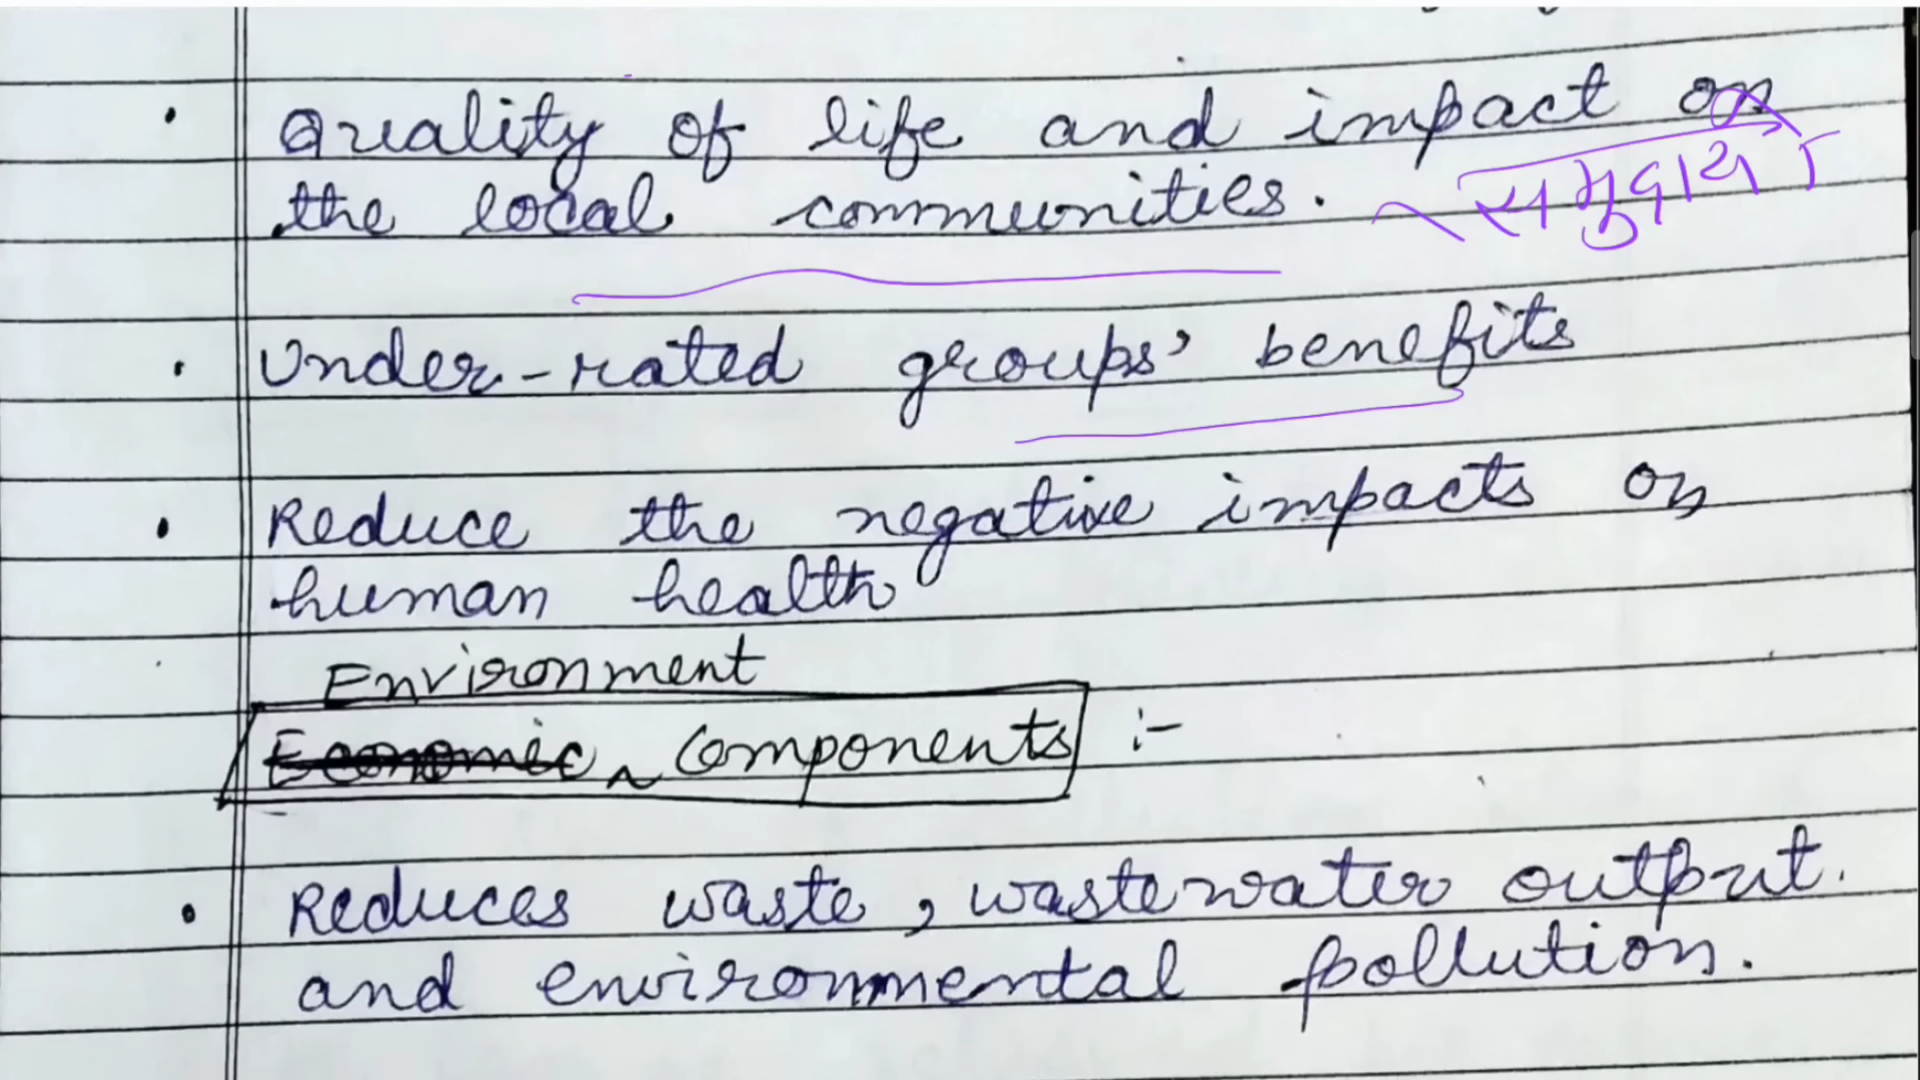 • Quality of life and impact on
the local communities. समुदाय
• Under-rated groups' benefits
• Reduce the negative impacts on
human health
Environment
Components :-
• Reduces waste, wastewater output.
and environmental pollution.